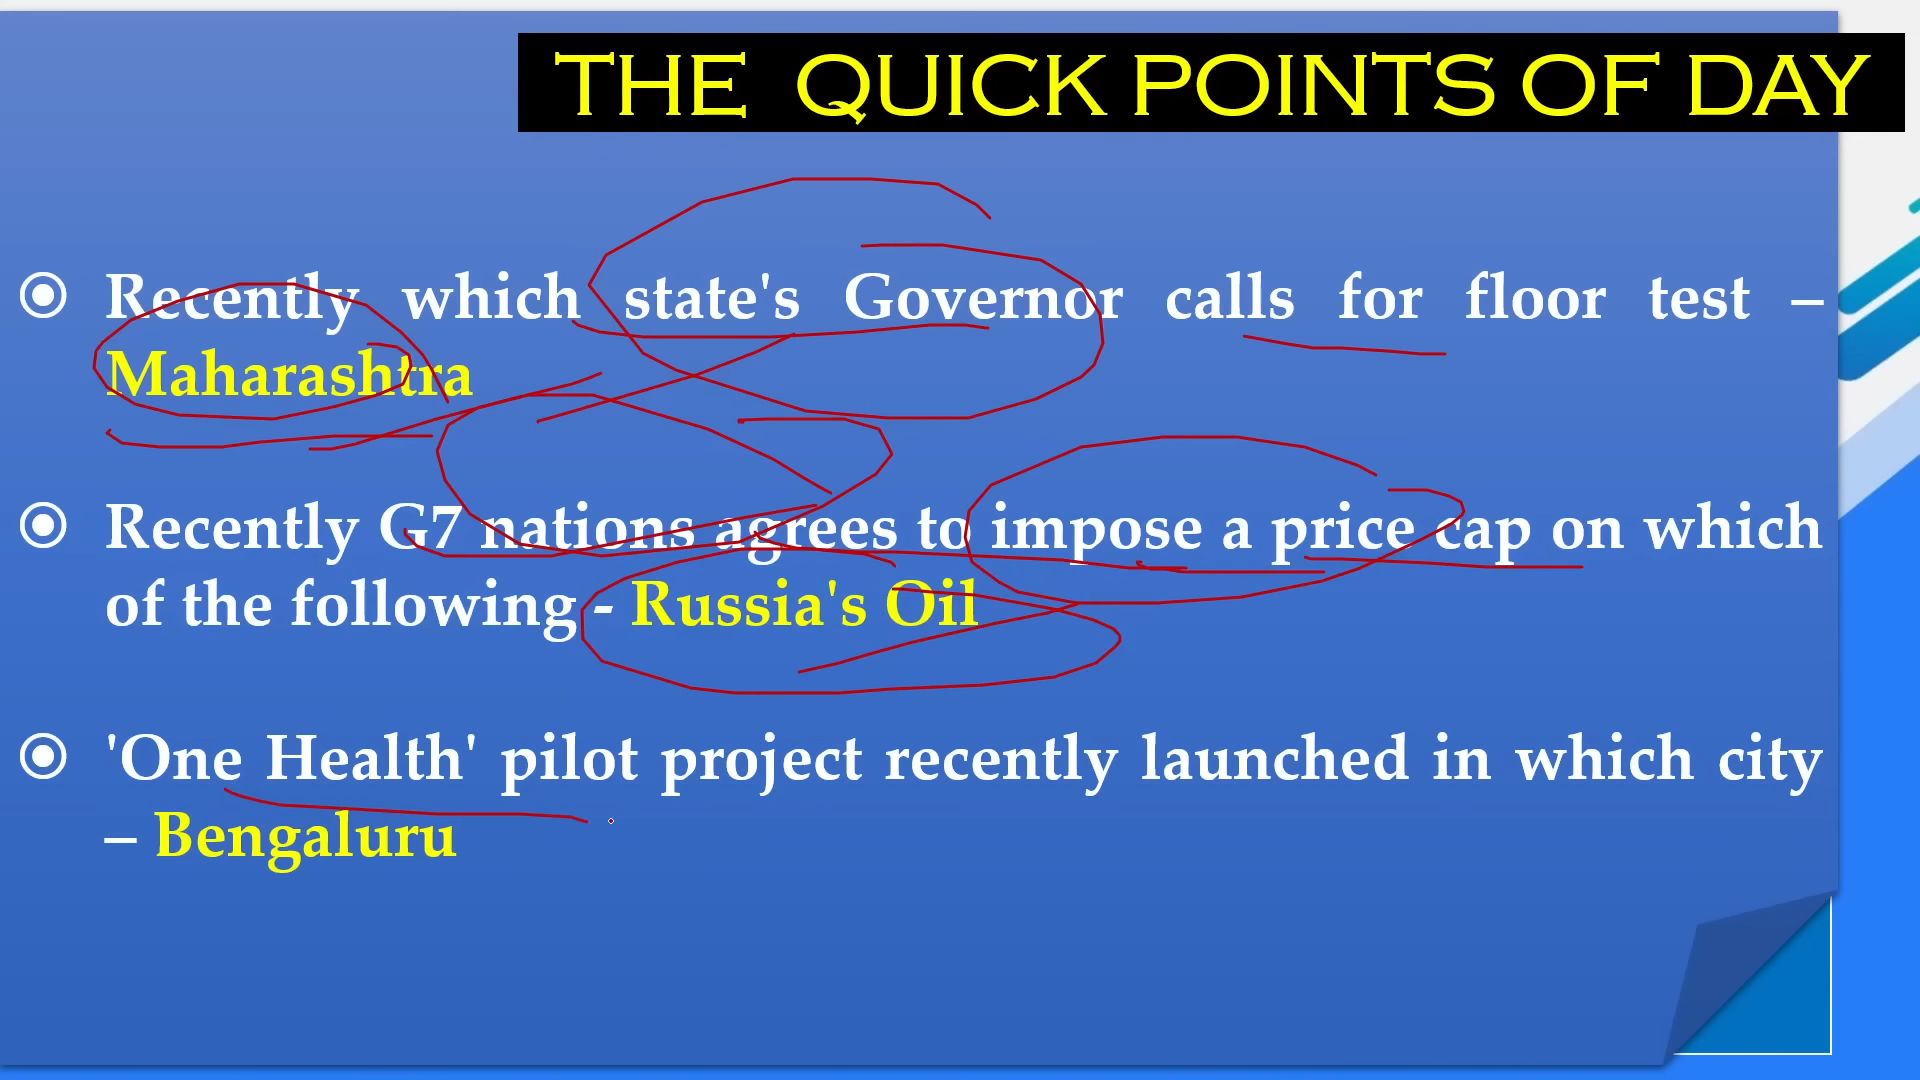 THE QUICK POINTS OF DAY
Recently which state's Governor calls for floor test –
Maharashtra
Recently G7 nations agrees to impose a price cap on which
of the following - Russia's Oil
'One Health' pilot project recently launched in which city
– Bengaluru